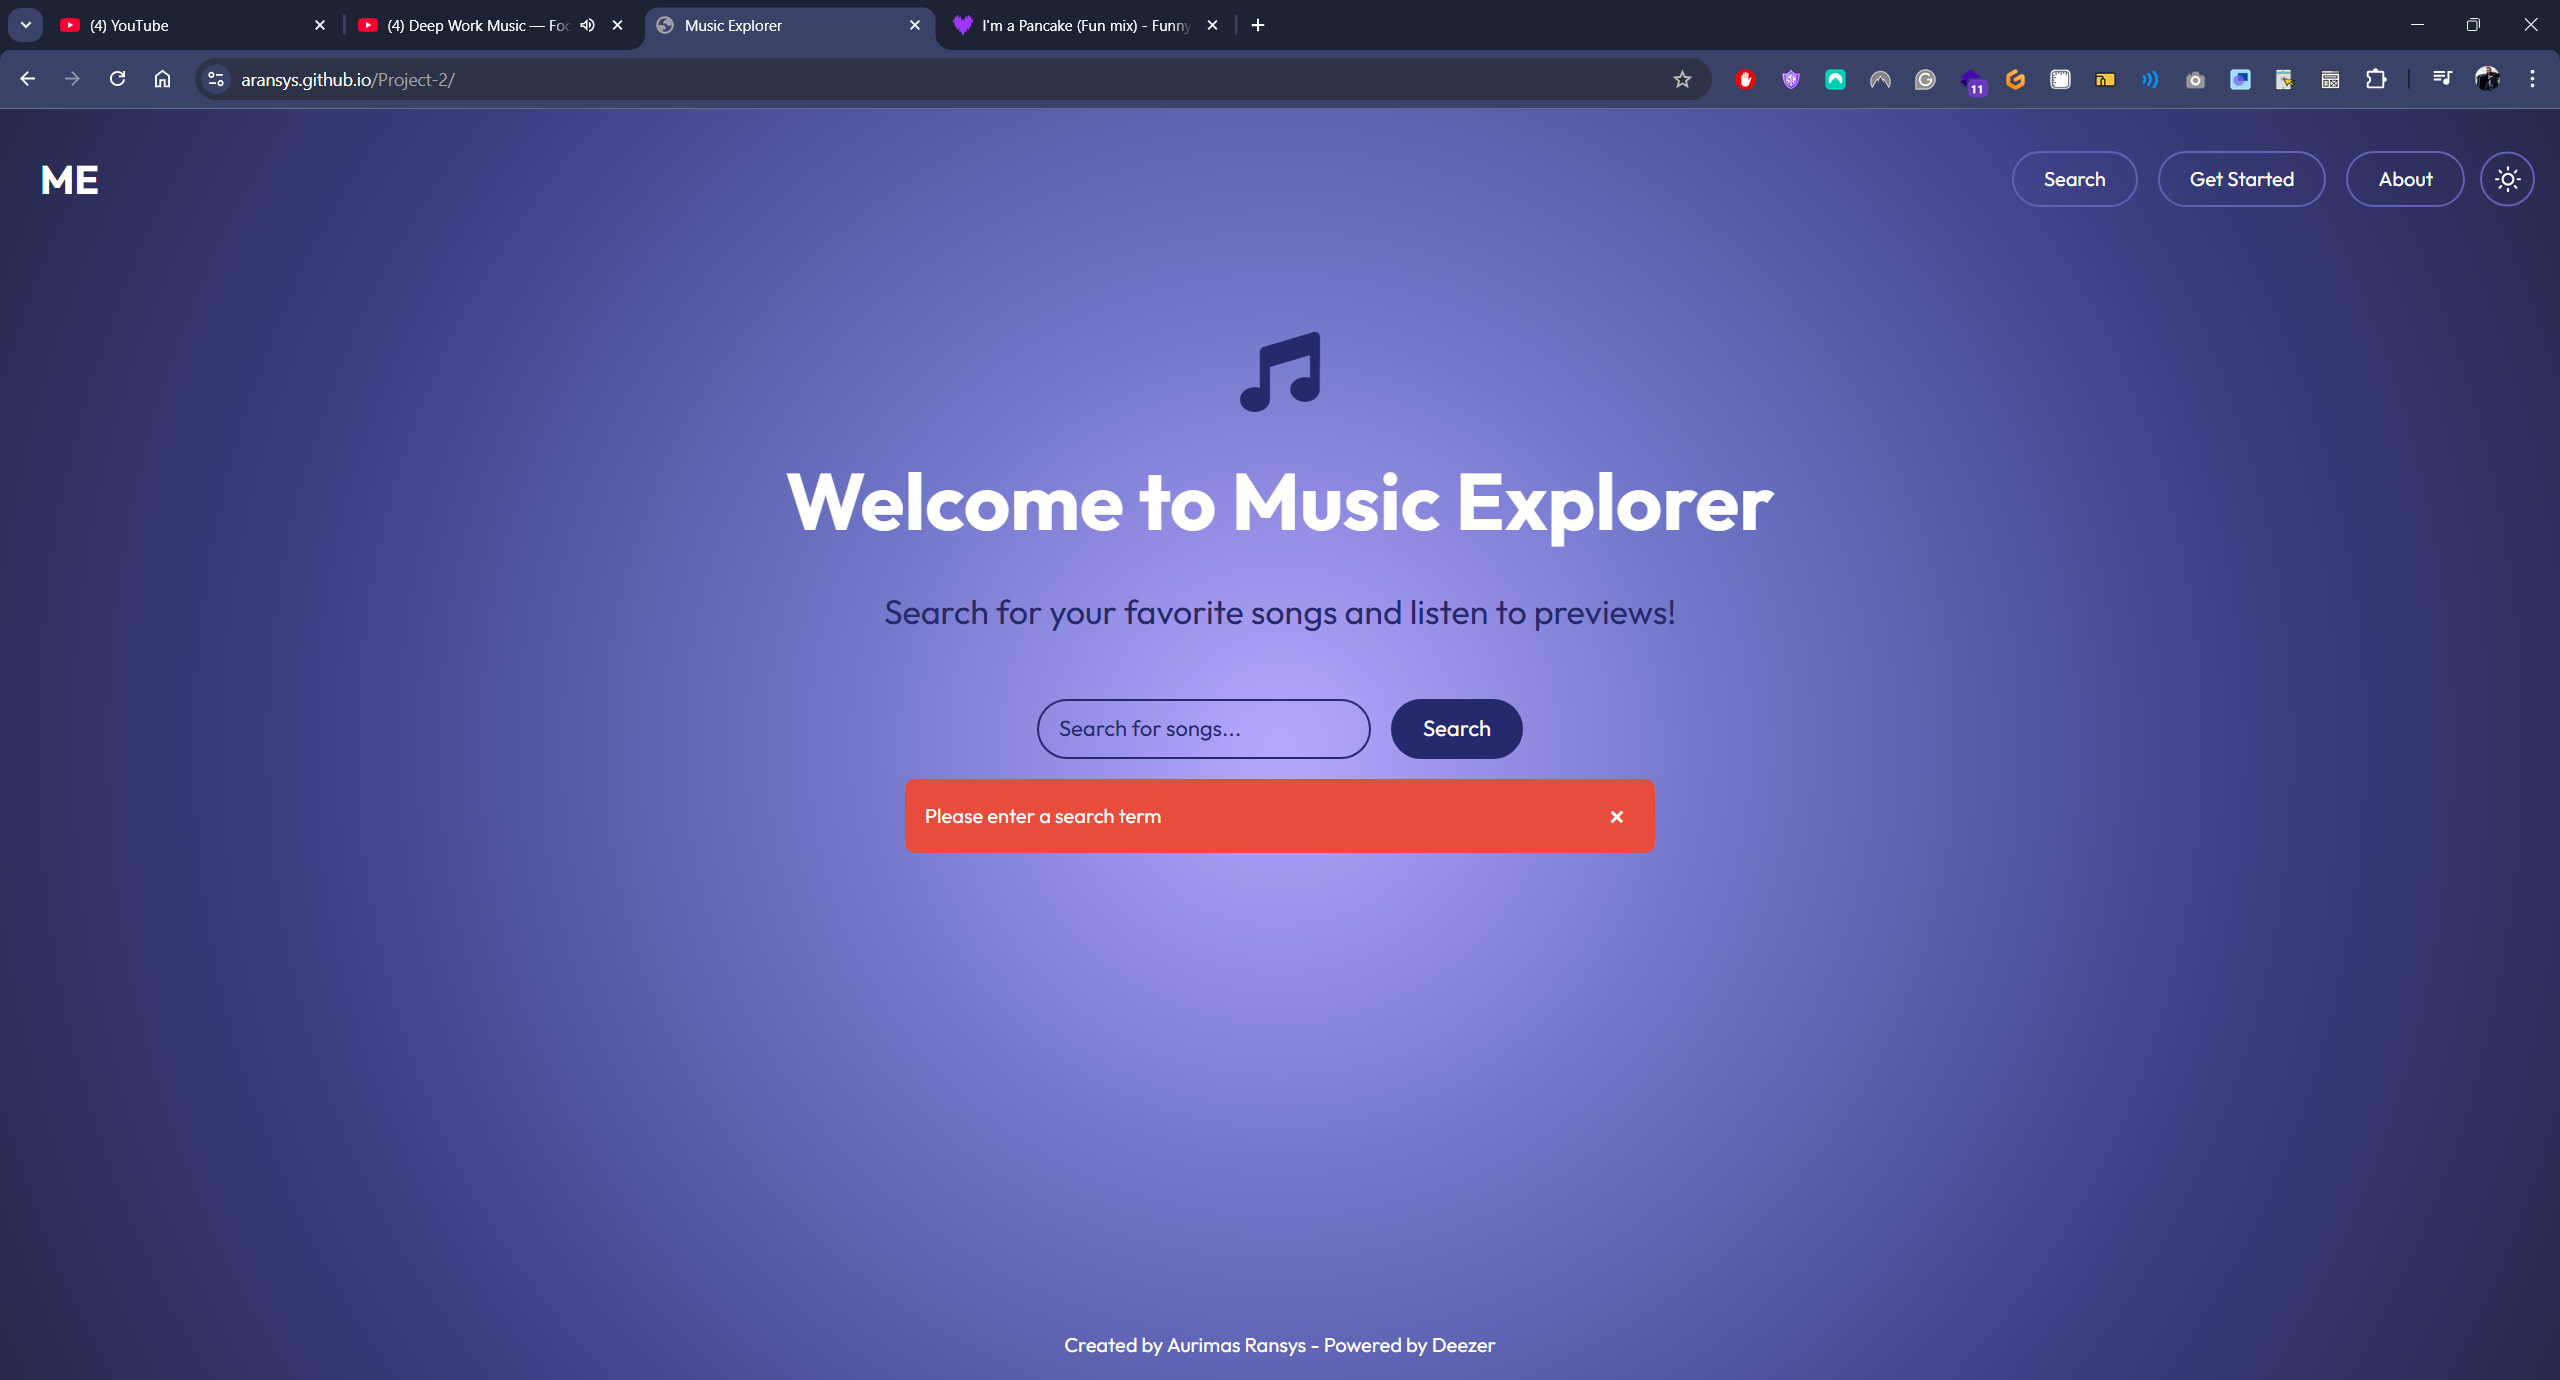 (4) YouTube
(4) Deep Work Music — Foc
Music Explorer
I'm a Pancake (Fun mix) - Funny
aransys.github.io/Project-2/
11
ME
Search
Get Started
About
Welcome to Music Explorer
Search for your favorite songs and listen to previews!
Search for songs...
Search
Please enter a search term
Created by Aurimas Ransys - Powered by Deezer